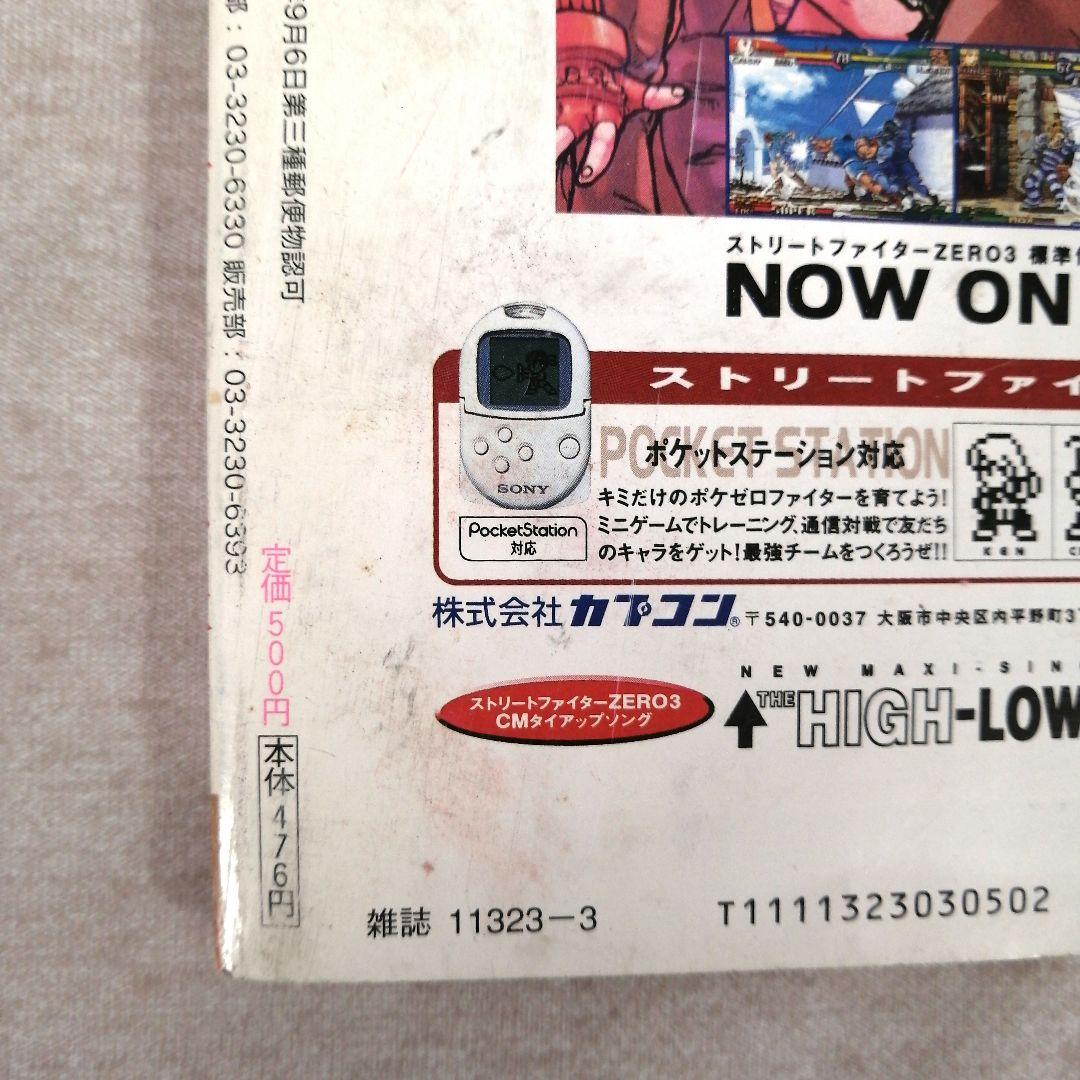 部:03-3230-6330 販売部:03-3230-6393
9月6日第三種郵便物認可
定価500円
本体476円
ストリートファイターZERO3 標準
NOW ON
ストリートファイ
POCKET STATION
ポケットステーション対応
キミだけのポケゼロファイターを育てよう!
ミニゲームでトレーニング、通信対戦で友だち
のキャラをゲット!最強チームをつくろうぜ!!
SONY
PocketStation
対応
KEN
株式会社カプコン® 〒540-0037 大阪市中央区内平野町3
ストリートファイターZERO3
CMタイアップソング
NEW MAXI-SIN
THE HIGH-LOW
雑誌 11323-3
T1111323030502